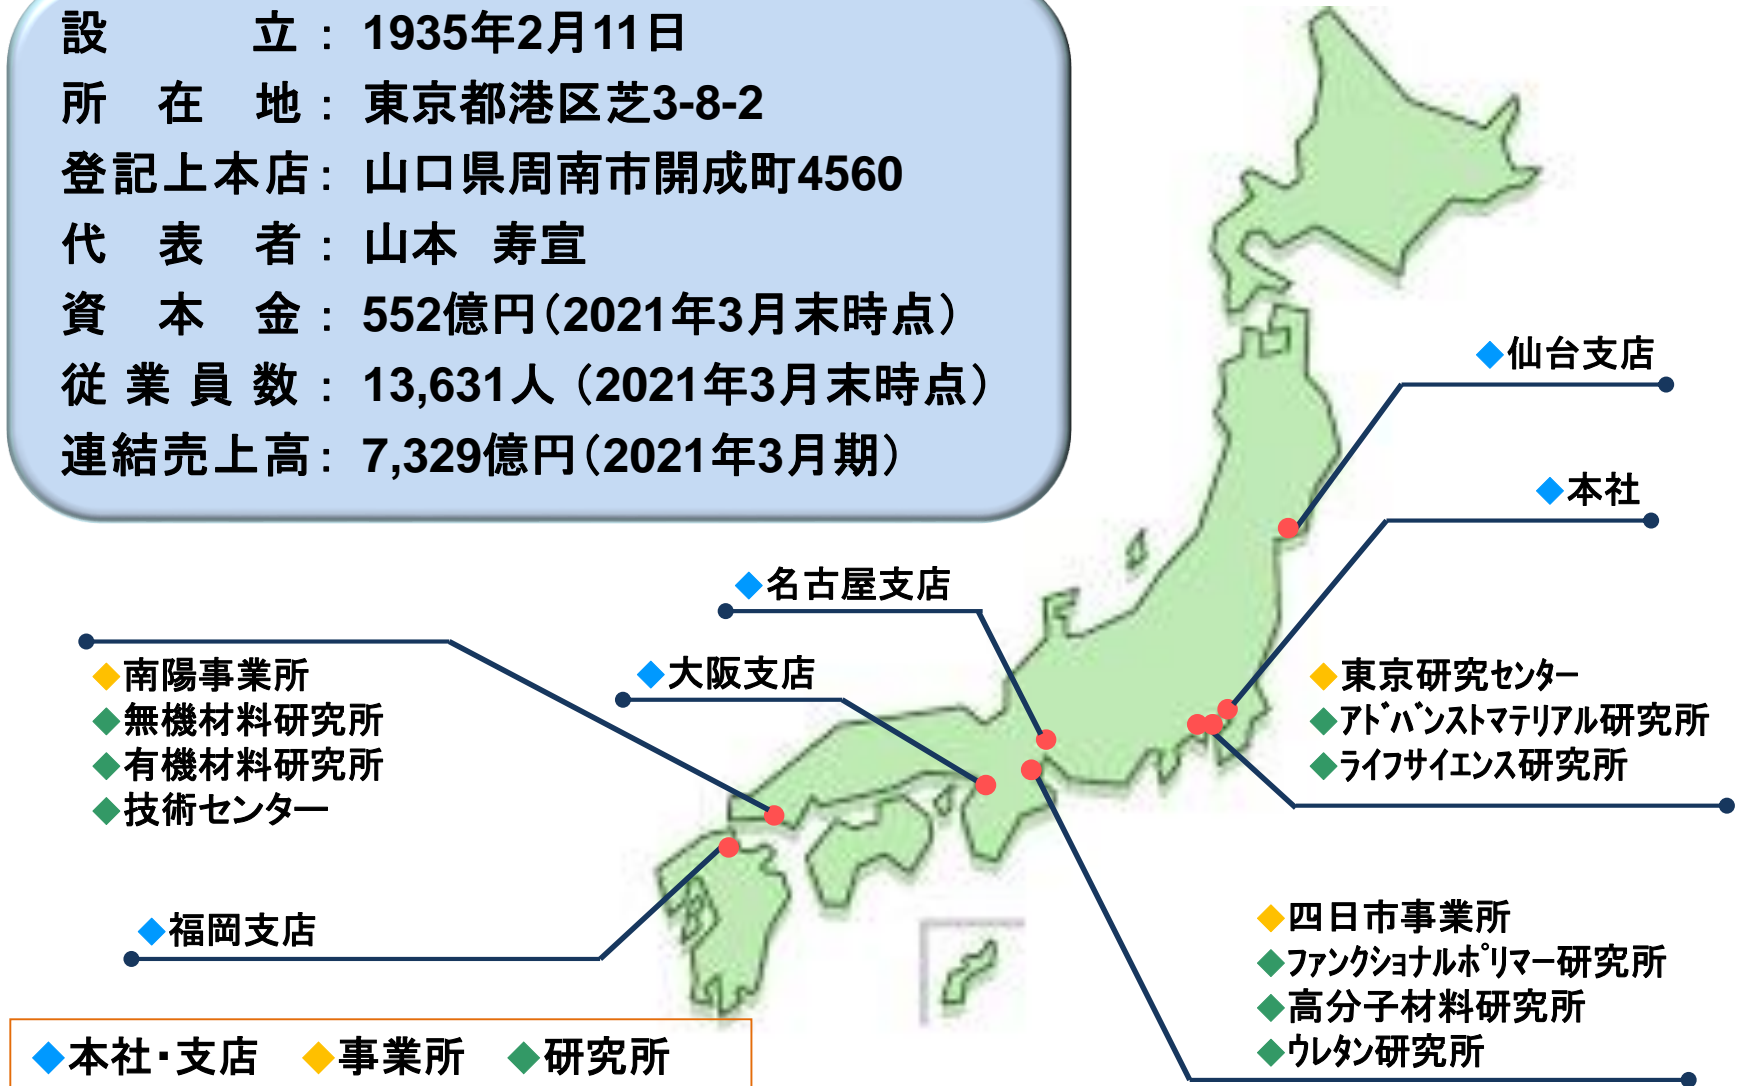 設立：1935年2月11日
所在地：東京都港区芝3-8-2
登記上本店：山口県周南市開成町4560
代表者：山本　寿宣
資本金：552億円（2021年3月末時点）
従業員数：13,631人（2021年3月末時点）
連結売上高：7,329億円（2021年3月期）
◆仙台支店
◆本社
◆名古屋支店
◆大阪支店
◆南陽事業所
◆無機材料研究所
◆有機材料研究所
◆技術センター
◆東京研究センター
◆アドバンストマテリアル研究所
◆ライフサイエンス研究所
◆福岡支店
◆四日市事業所
◆ファンクショナルポリマー研究所
◆高分子材料研究所
◆ウレタン研究所
◆本社・支店　◆事業所　◆研究所